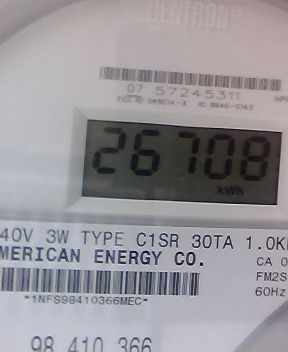 CENTRON®
07 57245311
26708
kWh
40V 3W TYPE C1SR 30TA 1.0K
MERICAN ENERGY CO.
CA 0
FM2S
60Hz
*1NFS98410366MEC*
98 410 366